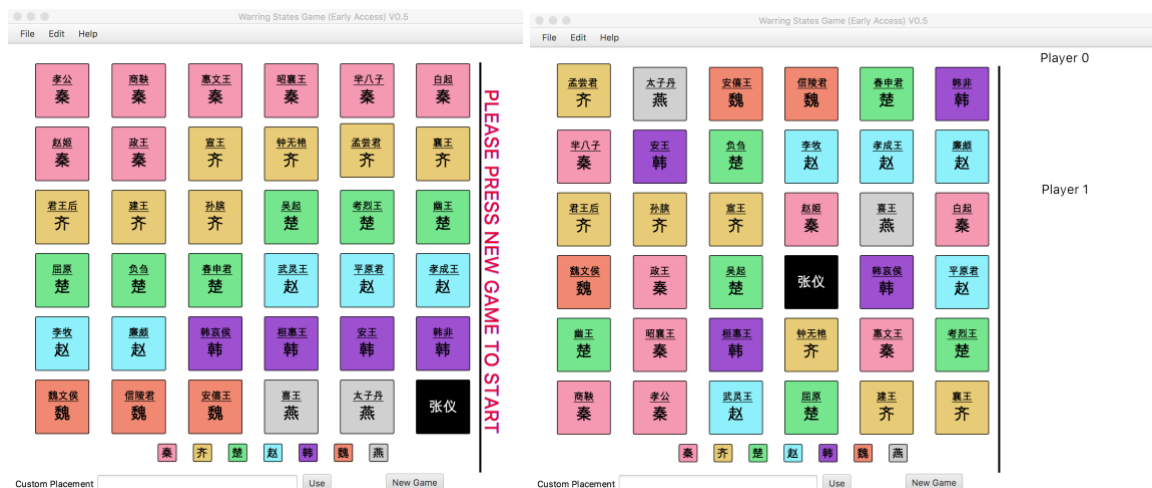 Warring States Game (Early Access) V0.5
File Edit Help
孝公 商鞅 惠文王 昭襄王 芈八子 白起
秦 秦 秦 秦 秦 秦
赵姬 政王 宣王 钟无艳 孟尝君 襄王
秦 秦 齐 齐 齐 齐
君王后 建王 孙膑 吴起 考烈王 幽王
齐 齐 齐 楚 楚 楚
屈原 负刍 春申君 武灵王 平原君 孝成王
楚 楚 楚 赵 赵 赵
李牧 廉颇 韩哀侯 桓惠王 安王 韩非
赵 赵 韩 韩 韩 韩
魏文侯 信陵君 安僖王 喜王 太子丹
魏 魏 魏 燕 燕 张仪
秦 齐 楚 赵 韩 魏 燕
PLEASE PRESS NEW GAME TO START
Custom Placement Use New Game
Warring States Game (Early Access) V0.5
File Edit Help
Player 0
孟尝君 太子丹 安僖王 信陵君 春申君 韩非
齐 燕 魏 魏 楚 韩
芈八子 安王 负刍 李牧 孝成王 廉颇
秦 韩 楚 赵 赵 赵
Player 1
君王后 孙膑 宣王 赵姬 喜王 白起
齐 齐 齐 秦 燕 秦
魏文侯 政王 吴起 韩哀侯 平原君
魏 秦 楚 张仪 韩 赵
幽王 昭襄王 桓惠王 钟无艳 惠文王 考烈王
楚 秦 韩 齐 秦 楚
商鞅 孝公 武灵王 屈原 建王 襄王
秦 秦 赵 楚 齐 齐
秦 齐 楚 赵 韩 魏 燕
Custom Placement Use New Game